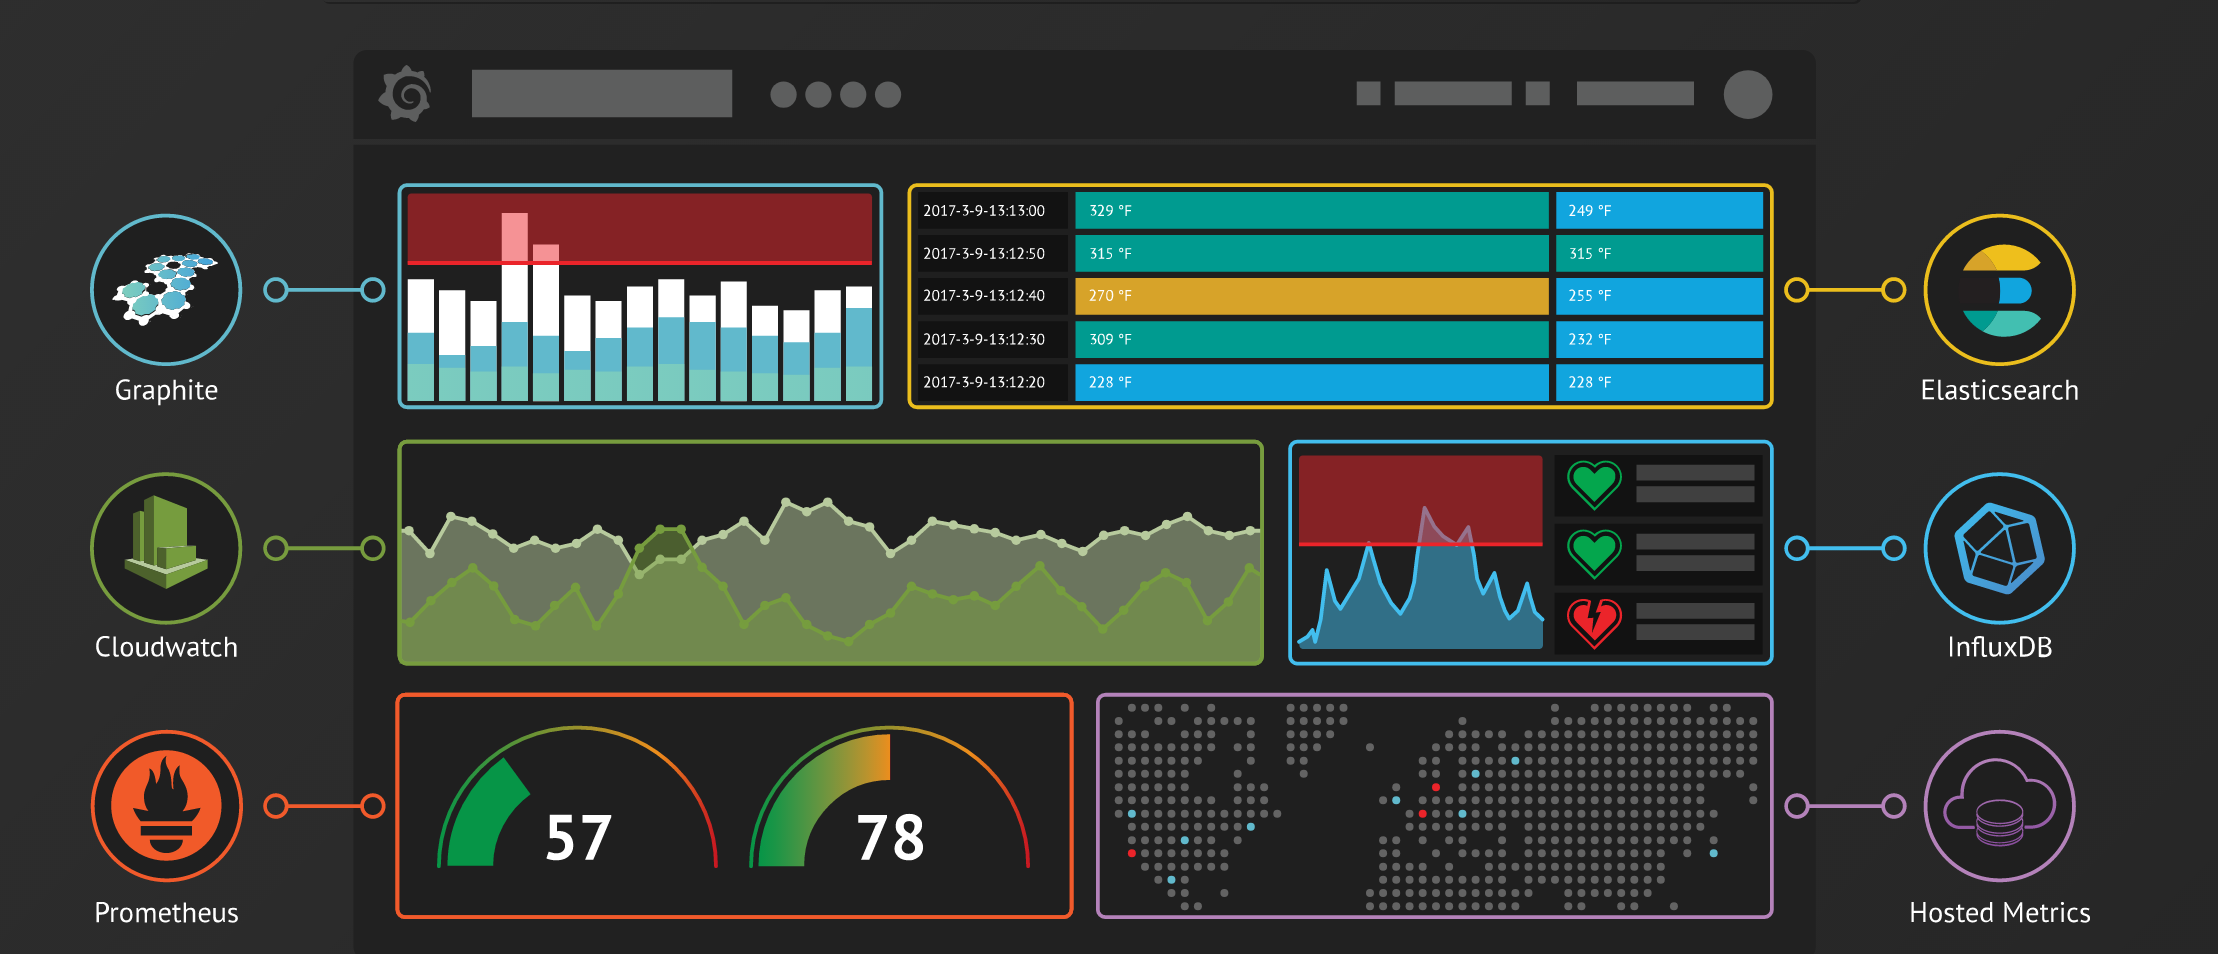 2017-3-9-13:13:00 329 °F 249 °F
2017-3-9-13:12:50 315 °F 315 °F
2017-3-9-13:12:40 270 °F 255 °F
2017-3-9-13:12:30 309 °F 232 °F
2017-3-9-13:12:20 228 °F 228 °F
Graphite
Elasticsearch
Cloudwatch
InfluxDB
57
78
Prometheus
Hosted Metrics